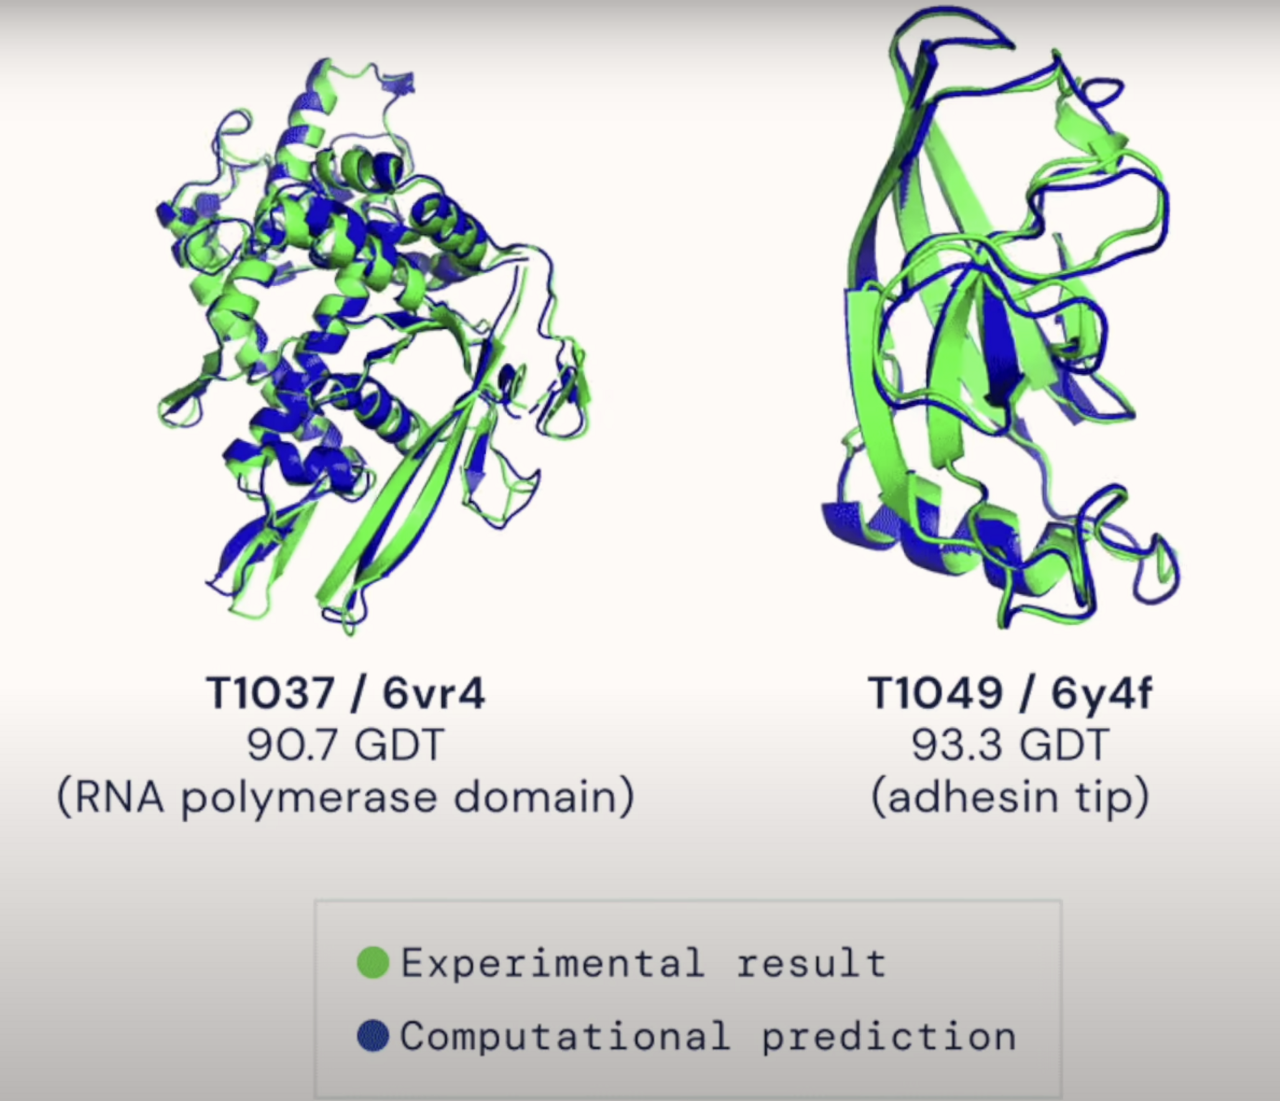 T1037 / 6vr4
90.7 GDT
(RNA polymerase domain)
T1049 / 6y4f
93.3 GDT
(adhesin tip)
Experimental result
Computational prediction